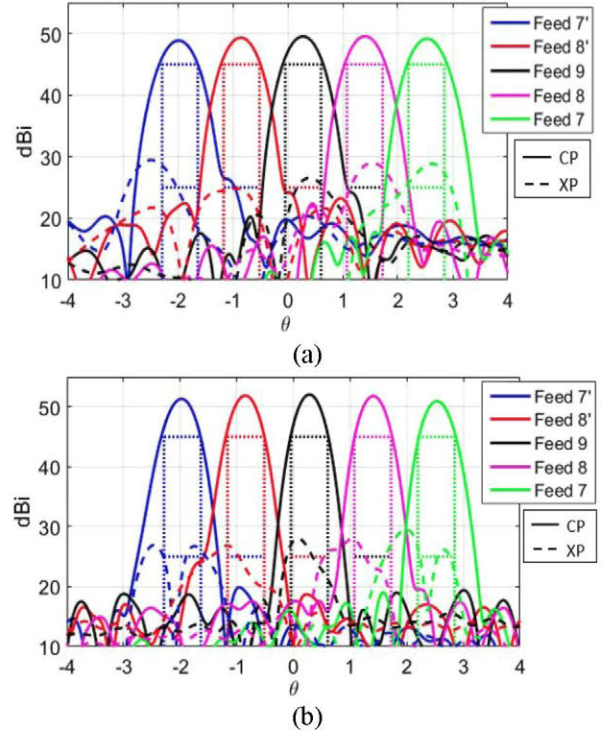 50
40
30
20
10
dBi
-4 -3 -2 -1 0 1 2 3 4
θ
Feed 7'
Feed 8'
Feed 9
Feed 8
Feed 7
CP
XP
(a)
50
40
30
20
10
dBi
-4 -3 -2 -1 0 1 2 3 4
θ
Feed 7'
Feed 8'
Feed 9
Feed 8
Feed 7
CP
XP
(b)